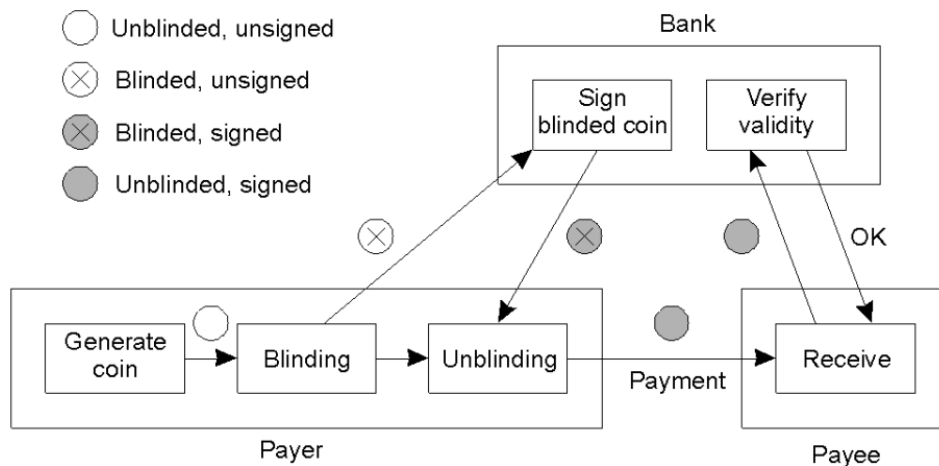 Unblinded, unsigned
Blinded, unsigned
Blinded, signed
Unblinded, signed
Bank
Sign
blinded coin
Verify
validity
OK
Generate
coin
Blinding
Unblinding
Payment
Receive
Payer
Payee